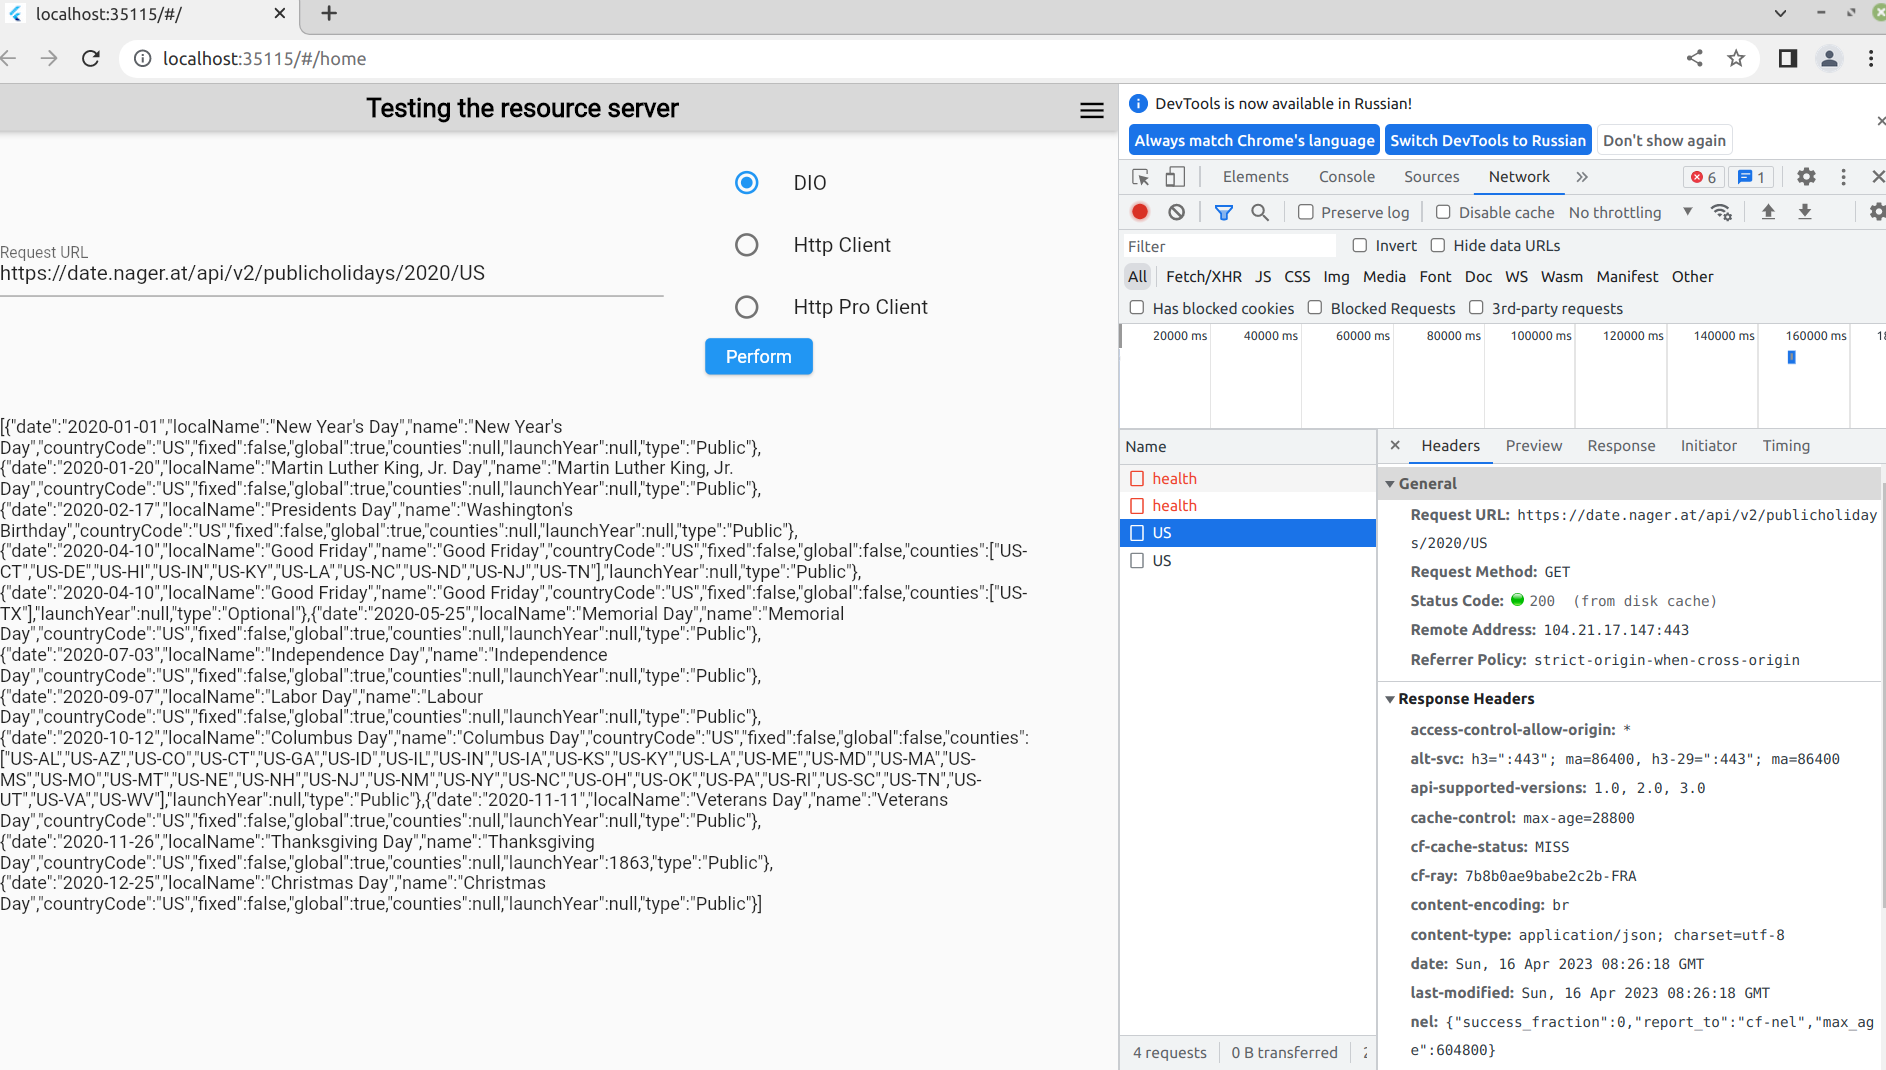 localhost:35115/#/
localhost:35115/#/home
Testing the resource server
DIO
Http Client
Http Pro Client
Request URL
https://date.nager.at/api/v2/publicholidays/2020/US
Perform
[{"date":"2020-01-01","localName":"New Year's Day","name":"New Year's
Day","countryCode":"US","fixed":false,"global":true,"counties":null,"launchYear":null,"type":"Public"},
{"date":"2020-01-20","localName":"Martin Luther King, Jr. Day","name":"Martin Luther King, Jr.
Day","countryCode":"US","fixed":false,"global":true,"counties":null,"launchYear":null,"type":"Public"},
{"date":"2020-02-17","localName":"Presidents Day","name":"Washington's
Birthday","countryCode":"US","fixed":false,"global":true,"counties":null,"launchYear":null,"type":"Public"},
{"date":"2020-04-10","localName":"Good Friday","name":"Good Friday","countryCode":"US","fixed":false,"global":false,"counties":["US-
CT","US-DE","US-HI","US-IN","US-KY","US-LA","US-NC","US-ND","US-NJ","US-TN"],"launchYear":null,"type":"Public"},
{"date":"2020-04-10","localName":"Good Friday","name":"Good Friday","countryCode":"US","fixed":false,"global":false,"counties":["US-
TX"],"launchYear":null,"type":"Optional"},{"date":"2020-05-25","localName":"Memorial Day","name":"Memorial
Day","countryCode":"US","fixed":false,"global":true,"counties":null,"launchYear":null,"type":"Public"},
{"date":"2020-07-03","localName":"Independence Day","name":"Independence
Day","countryCode":"US","fixed":false,"global":true,"counties":null,"launchYear":null,"type":"Public"},
{"date":"2020-09-07","localName":"Labor Day","name":"Labour
Day","countryCode":"US","fixed":false,"global":true,"counties":null,"launchYear":null,"type":"Public"},
{"date":"2020-10-12","localName":"Columbus Day","name":"Columbus Day","countryCode":"US","fixed":false,"global":false,"counties":
["US-AL","US-AZ","US-CO","US-CT","US-GA","US-ID","US-IL","US-IN","US-IA","US-KS","US-KY","US-LA","US-ME","US-MD","US-MA","US-
MS","US-MO","US-MT","US-NE","US-NH","US-NJ","US-NM","US-NY","US-NC","US-OH","US-OK","US-PA","US-RI","US-SC","US-TN","US-
UT","US-VA","US-WV"],"launchYear":null,"type":"Public"},{"date":"2020-11-11","localName":"Veterans Day","name":"Veterans
Day","countryCode":"US","fixed":false,"global":true,"counties":null,"launchYear":null,"type":"Public"},
{"date":"2020-11-26","localName":"Thanksgiving Day","name":"Thanksgiving
Day","countryCode":"US","fixed":false,"global":true,"counties":null,"launchYear":1863,"type":"Public"},
{"date":"2020-12-25","localName":"Christmas Day","name":"Christmas
Day","countryCode":"US","fixed":false,"global":true,"counties":null,"launchYear":null,"type":"Public"}]
DevTools is now available in Russian!
Always match Chrome's language Switch DevTools to Russian Don't show again
Elements Console Sources Network 6 1
Preserve log Disable cache No throttling
Filter Invert Hide data URLs
All Fetch/XHR JS CSS Img Media Font Doc WS Wasm Manifest Other
Has blocked cookies Blocked Requests 3rd-party requests
20000 ms 40000 ms 60000 ms 80000 ms 100000 ms 120000 ms 140000 ms 160000 ms
Name
health
health
US
US
4 requests 0 B transferred
Headers Preview Response Initiator Timing
General
Request URL: https://date.nager.at/api/v2/publicholiday
s/2020/US
Request Method: GET
Status Code: 200 (from disk cache)
Remote Address: 104.21.17.147:443
Referrer Policy: strict-origin-when-cross-origin
Response Headers
access-control-allow-origin: *
alt-svc: h3=":443"; ma=86400, h3-29=":443"; ma=86400
api-supported-versions: 1.0, 2.0, 3.0
cache-control: max-age=28800
cf-cache-status: MISS
cf-ray: 7b8b0ae9babe2c2b-FRA
content-encoding: br
content-type: application/json; charset=utf-8
date: Sun, 16 Apr 2023 08:26:18 GMT
last-modified: Sun, 16 Apr 2023 08:26:18 GMT
nel: {"success_fraction":0,"report_to":"cf-nel","max_ag
e":604800}